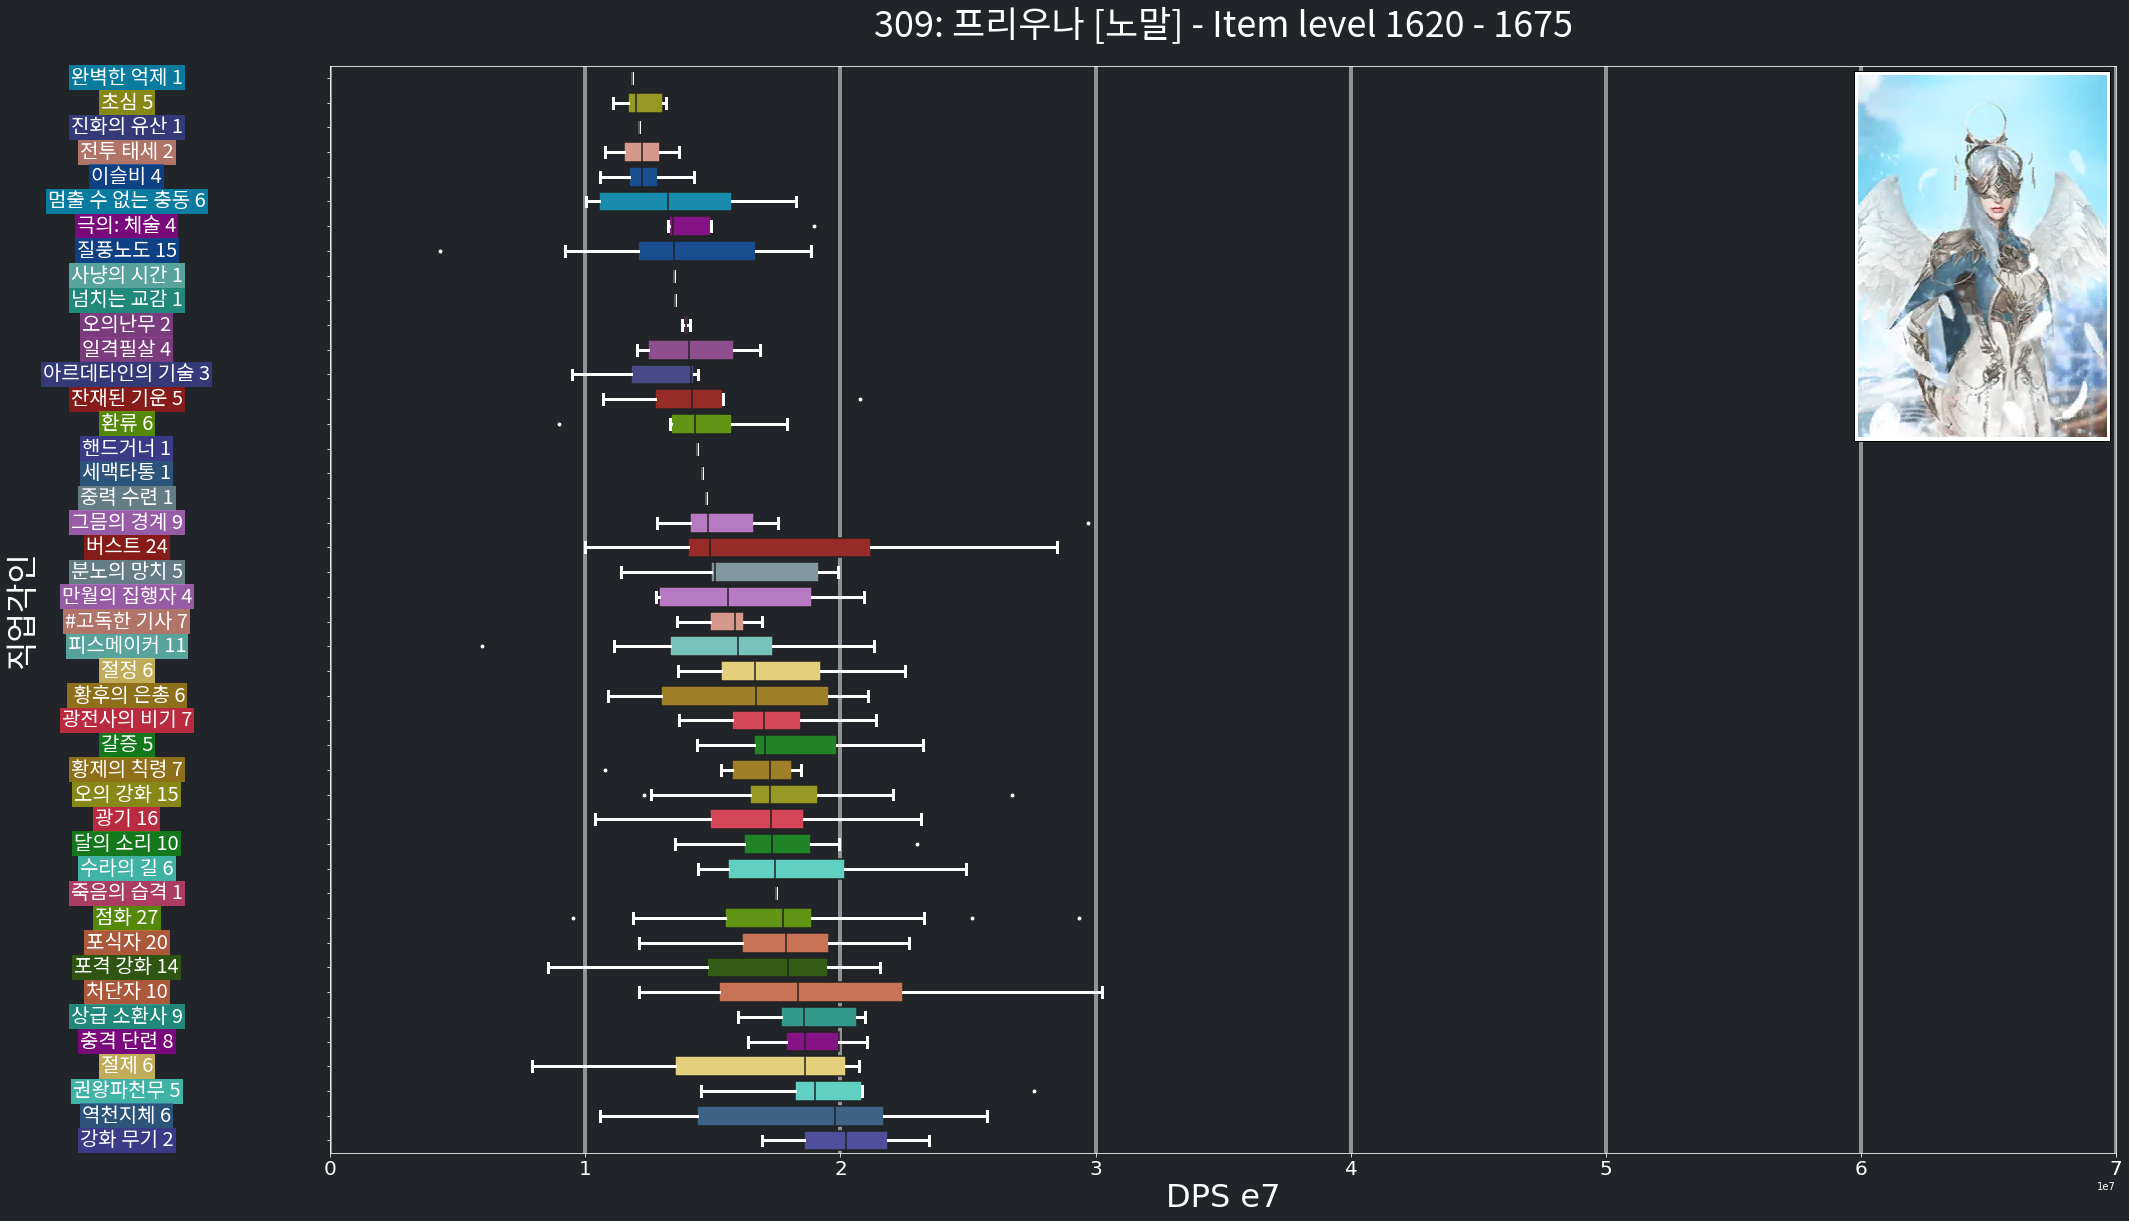 309: 프리우나 [노말] - Item level 1620 - 1675
완벽한 억제 1
초심 5
진화의 유산 1
전투 태세 2
이슬비 4
멈출 수 없는 충동 6
극의: 체술 4
질풍노도 15
사냥의 시간 1
넘치는 교감 1
오의난무 2
일격필살 4
아르데타인의 기술 3
잔재된 기운 5
환류 6
핸드거너 1
세맥타통 1
중력 수련 1
그믐의 경계 9
버스트 24
분노의 망치 5
만월의 집행자 4
#고독한 기사 7
피스메이커 11
절정 6
황후의 은총 6
광전사의 비기 7
갈증 5
황제의 칙령 7
오의 강화 15
광기 16
달의 소리 10
수라의 길 6
죽음의 습격 1
점화 27
포식자 20
포격 강화 14
처단자 10
상급 소환사 9
충격 단련 8
절제 6
권왕파천무 5
역천지체 6
강화 무기 2
직업각인
0 1 2 3 4 5 6 7
1e7
DPS e7